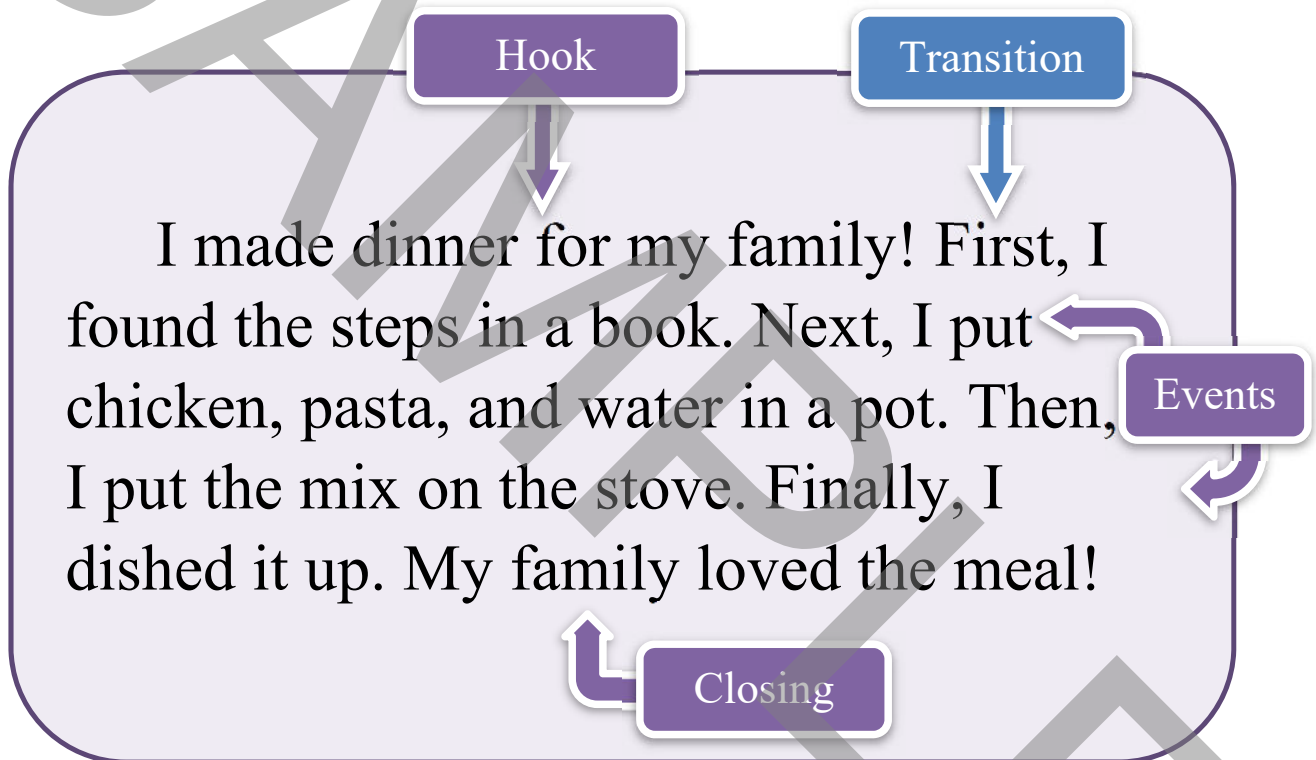 Hook
Transition
I made dinner for my family! First, I
found the steps in a book. Next, I put
chicken, pasta, and water in a pot. Then,
Events
I put the mix on the stove. Finally, I
dished it up. My family loved the meal!
Closing
SAMPLE